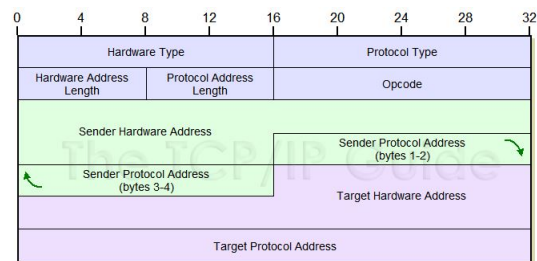 0 4 8 12 16 20 24 28 32
Hardware Type Protocol Type
Hardware Address Protocol Address
Length Length
Opcode
Sender Hardware Address
Sender Protocol Address
(bytes 1-2)
Sender Protocol Address
(bytes 3-4)
Target Hardware Address
Target Protocol Address
The TCP/IP Guide